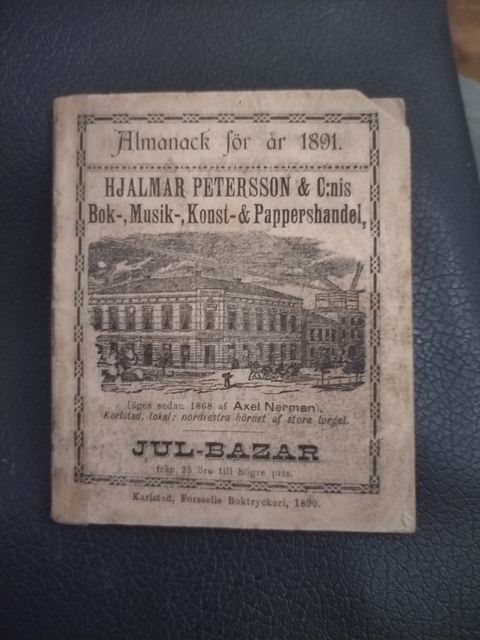 Almanack för år 1891.
HJALMAR PETERSSON & C:nis
Bok-, Musik-, Konst- & Pappershandel,
(äges sedan 1868 af Axel Nerman),
Karlstad, lokal: nordvestra hörnet af stora torget.
JUL-BAZAR
från 25 öre till högre pris.
Karlstad, Forssells Boktryckeri, 1890.